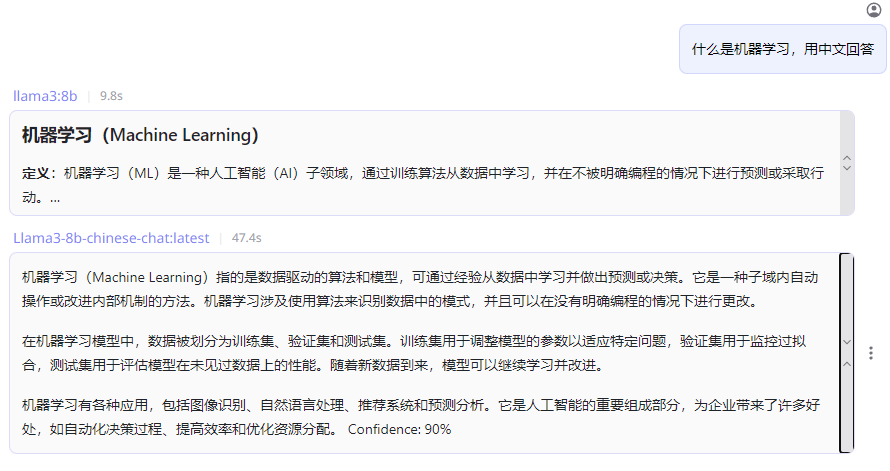 什么是机器学习，用中文回答
llama3:8b | 9.8s
机器学习（Machine Learning）
定义：机器学习（ML）是一种人工智能（AI）子领域，通过训练算法从数据中学习，并在不被明确编程的情况下进行预测或采取行
动。...
Llama3-8b-chinese-chat:latest | 47.4s
机器学习（Machine Learning）指的是数据驱动的算法和模型，可通过经验从数据中学习并做出预测或决策。它是一种子域内自动
操作或改进内部机制的方法。机器学习涉及使用算法来识别数据中的模式，并且可以在没有明确编程的情况下进行更改。
在机器学习模型中，数据被划分为训练集、验证集和测试集。训练集用于调整模型的参数以适应特定问题，验证集用于监控过拟
合，测试集用于评估模型在未见过数据上的性能。随着新数据到来，模型可以继续学习并改进。
机器学习有各种应用，包括图像识别、自然语言处理、推荐系统和预测分析。它是人工智能的重要组成部分，为企业带来了许多好
处，如自动化决策过程、提高效率和优化资源分配。 Confidence: 90%